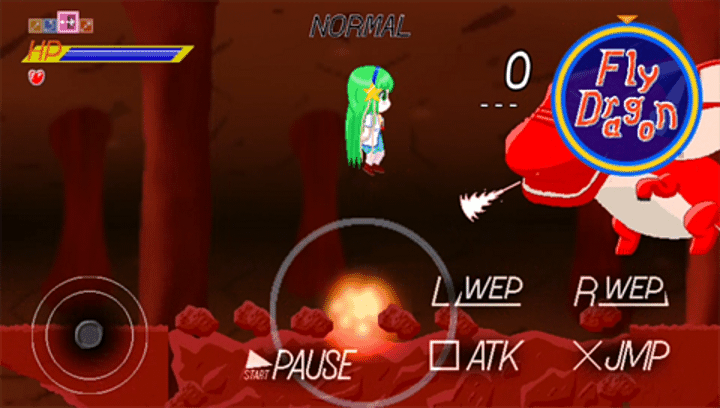 NORMAL
HP
0
---
Fly
Dragon
L WEP
R WEP
START PAUSE
□ ATK
× JMP